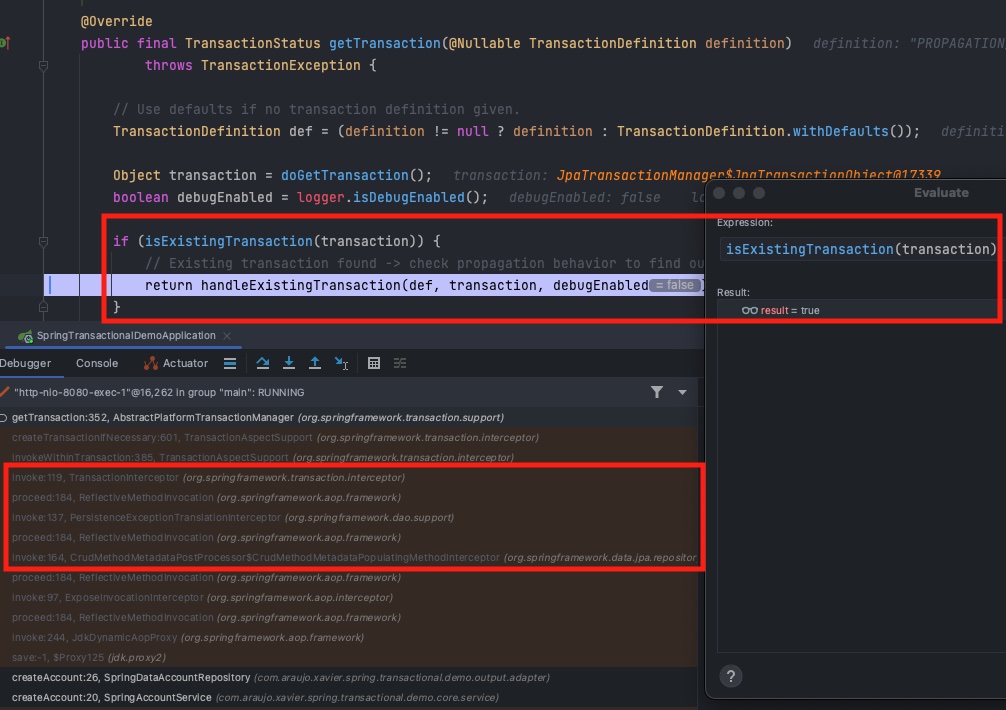 @Override
public final TransactionStatus getTransaction(@Nullable TransactionDefinition definition)   definition: "PROPAGATION
throws TransactionException {
// Use defaults if no transaction definition given.
TransactionDefinition def = (definition != null ? definition : TransactionDefinition.withDefaults());   definiti
Object transaction = doGetTransaction();   transaction: JpaTransactionManager$JpaTransactionObject@17339
boolean debugEnabled = logger.isDebugEnabled();   debugEnabled: false   lo
Evaluate
Expression:
if (isExistingTransaction(transaction)) {
isExistingTransaction(transaction)
// Existing transaction found -> check propagation behavior to find ou
return handleExistingTransaction(def, transaction, debugEnabled = false )
Result:
}
result = true
SpringTransactionalDemoApplication
Debugger   Console   Actuator
"http-nio-8080-exec-1"@16,262 in group "main": RUNNING
getTransaction:352, AbstractPlatformTransactionManager (org.springframework.transaction.support)
createTransactionIfNecessary:601, TransactionAspectSupport (org.springframework.transaction.interceptor)
invokeWithinTransaction:385, TransactionAspectSupport (org.springframework.transaction.interceptor)
invoke:119, TransactionInterceptor (org.springframework.transaction.interceptor)
proceed:184, ReflectiveMethodInvocation (org.springframework.aop.framework)
invoke:137, PersistenceExceptionTranslationInterceptor (org.springframework.dao.support)
proceed:184, ReflectiveMethodInvocation (org.springframework.aop.framework)
invoke:164, CrudMethodMetadataPostProcessor$CrudMethodMetadataPopulatingMethodInterceptor (org.springframework.data.jpa.repositor
proceed:184, ReflectiveMethodInvocation (org.springframework.aop.framework)
invoke:97, ExposeInvocationInterceptor (org.springframework.aop.interceptor)
proceed:184, ReflectiveMethodInvocation (org.springframework.aop.framework)
invoke:244, JdkDynamicAopProxy (org.springframework.aop.framework)
save:-1, $Proxy125 (jdk.proxy2)
createAccount:26, SpringDataAccountRepository (com.araujo.xavier.spring.transactional.demo.output.adapter)
createAccount:20, SpringAccountService (com.araujo.xavier.spring.transactional.demo.core.service)
?